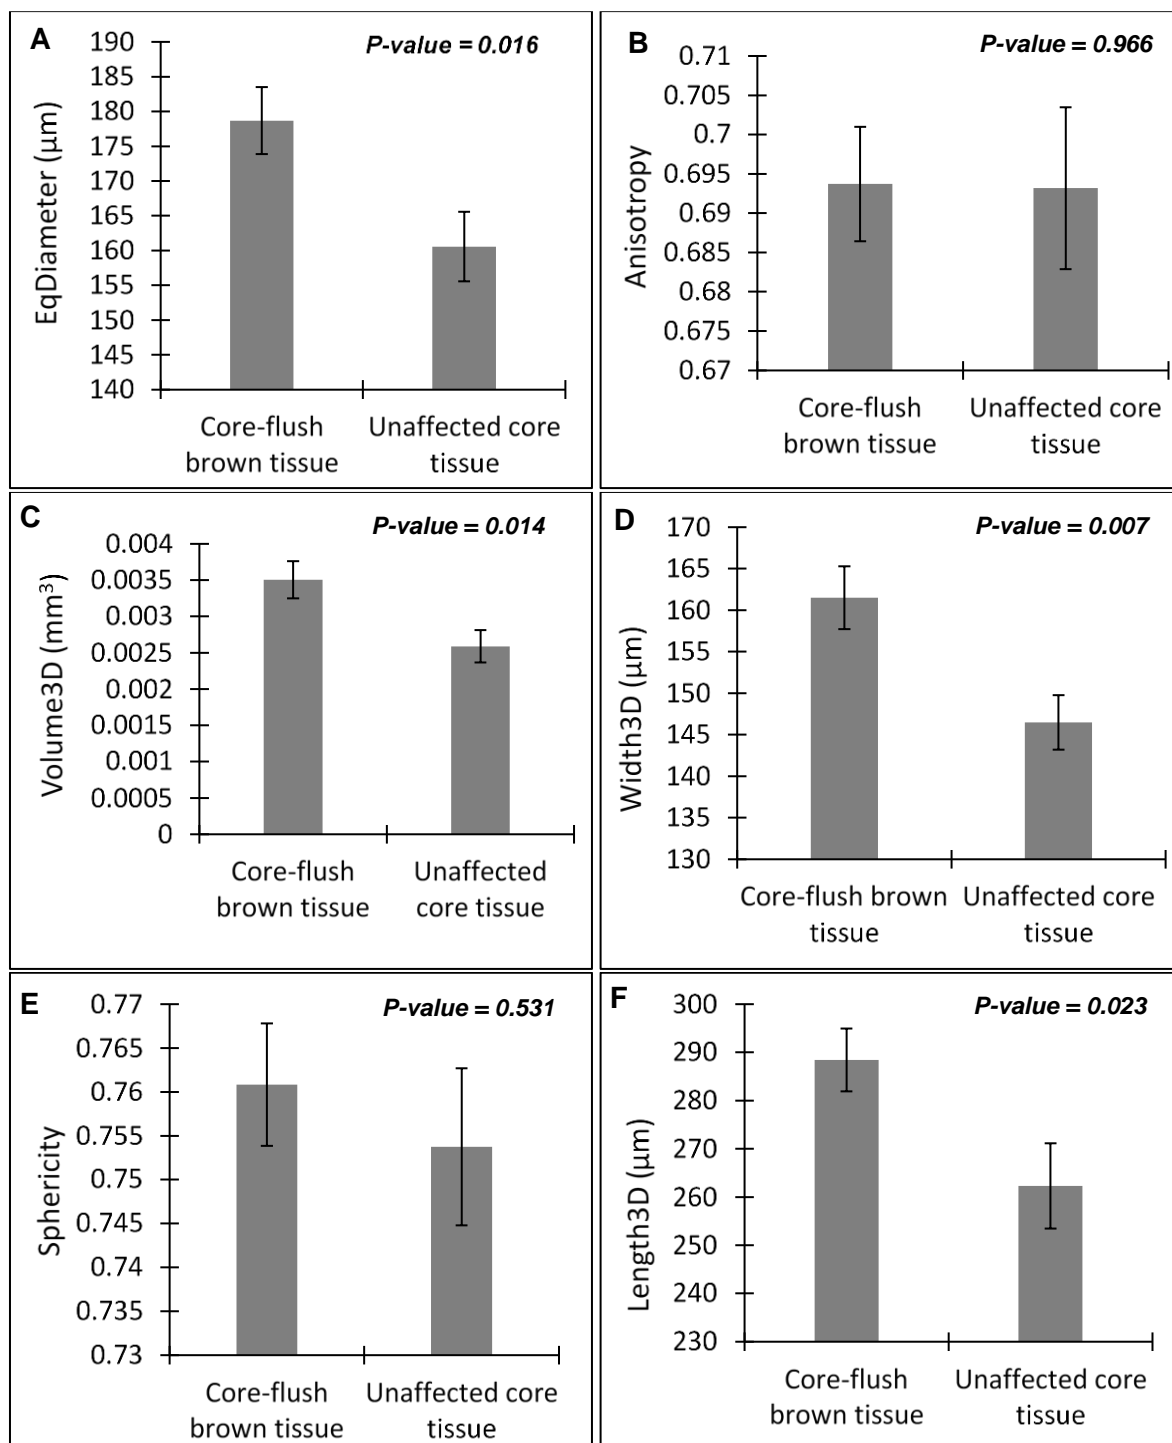 A
P-value = 0.016
EqDiameter (µm)
190
185
180
175
170
165
160
155
150
145
140
Core-flush
brown tissue
Unaffected core
tissue
B
P-value = 0.966
Anisotropy
0.71
0.705
0.7
0.695
0.69
0.685
0.68
0.675
0.67
Core-flush
brown tissue
Unaffected core
tissue
C
P-value = 0.014
Volume3D (mm³)
0.004
0.0035
0.003
0.0025
0.002
0.0015
0.001
0.0005
0
Core-flush
brown tissue
Unaffected
core tissue
D
P-value = 0.007
Width3D (µm)
170
165
160
155
150
145
140
135
130
Core-flush brown
tissue
Unaffected core
tissue
E
P-value = 0.531
Sphericity
0.77
0.765
0.76
0.755
0.75
0.745
0.74
0.735
0.73
Core-flush
brown tissue
Unaffected core
tissue
F
P-value = 0.023
Length3D (µm)
300
290
280
270
260
250
240
230
Core-flush
brown tissue
Unaffected core
tissue